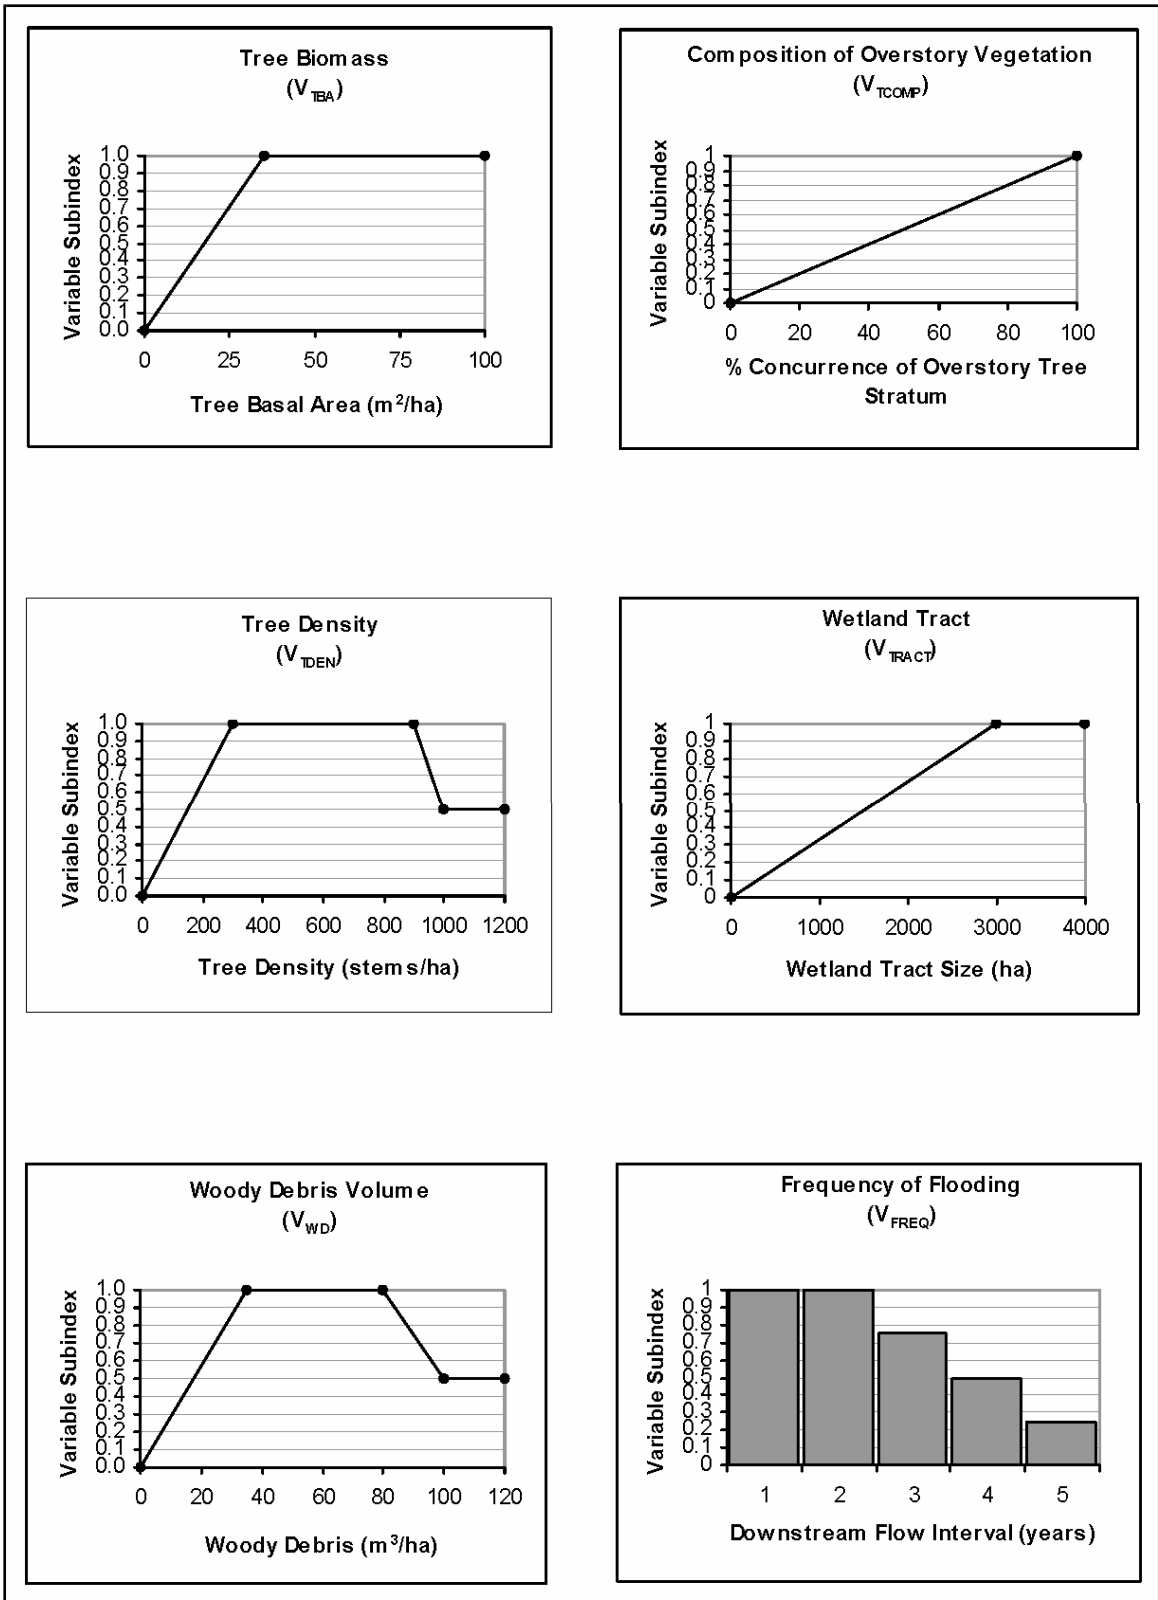 Tree Biomass
(V_TBA)
Variable Subindex
1.0
0.9
0.8
0.7
0.6
0.5
0.4
0.3
0.2
0.1
0.0
0 25 50 75 100
Tree Basal Area (m²/ha)
Composition of Overstory Vegetation
(V_TCOMP)
Variable Subindex
1
0.9
0.8
0.7
0.6
0.5
0.4
0.3
0.2
0.1
0
0 20 40 60 80 100
% Concurrence of Overstory Tree
Stratum
Tree Density
(V_TDEN)
Variable Subindex
1.0
0.9
0.8
0.7
0.6
0.5
0.4
0.3
0.2
0.1
0.0
0 200 400 600 800 1000 1200
Tree Density (stems/ha)
Wetland Tract
(V_TRACT)
Variable Subindex
1
0.9
0.8
0.7
0.6
0.5
0.4
0.3
0.2
0.1
0
0 1000 2000 3000 4000
Wetland Tract Size (ha)
Woody Debris Volume
(V_WD)
Variable Subindex
1.0
0.9
0.8
0.7
0.6
0.5
0.4
0.3
0.2
0.1
0.0
0 20 40 60 80 100 120
Woody Debris (m³/ha)
Frequency of Flooding
(V_FREQ)
Variable Subindex
1
0.9
0.8
0.7
0.6
0.5
0.4
0.3
0.2
0.1
0
1 2 3 4 5
Downstream Flow Interval (years)